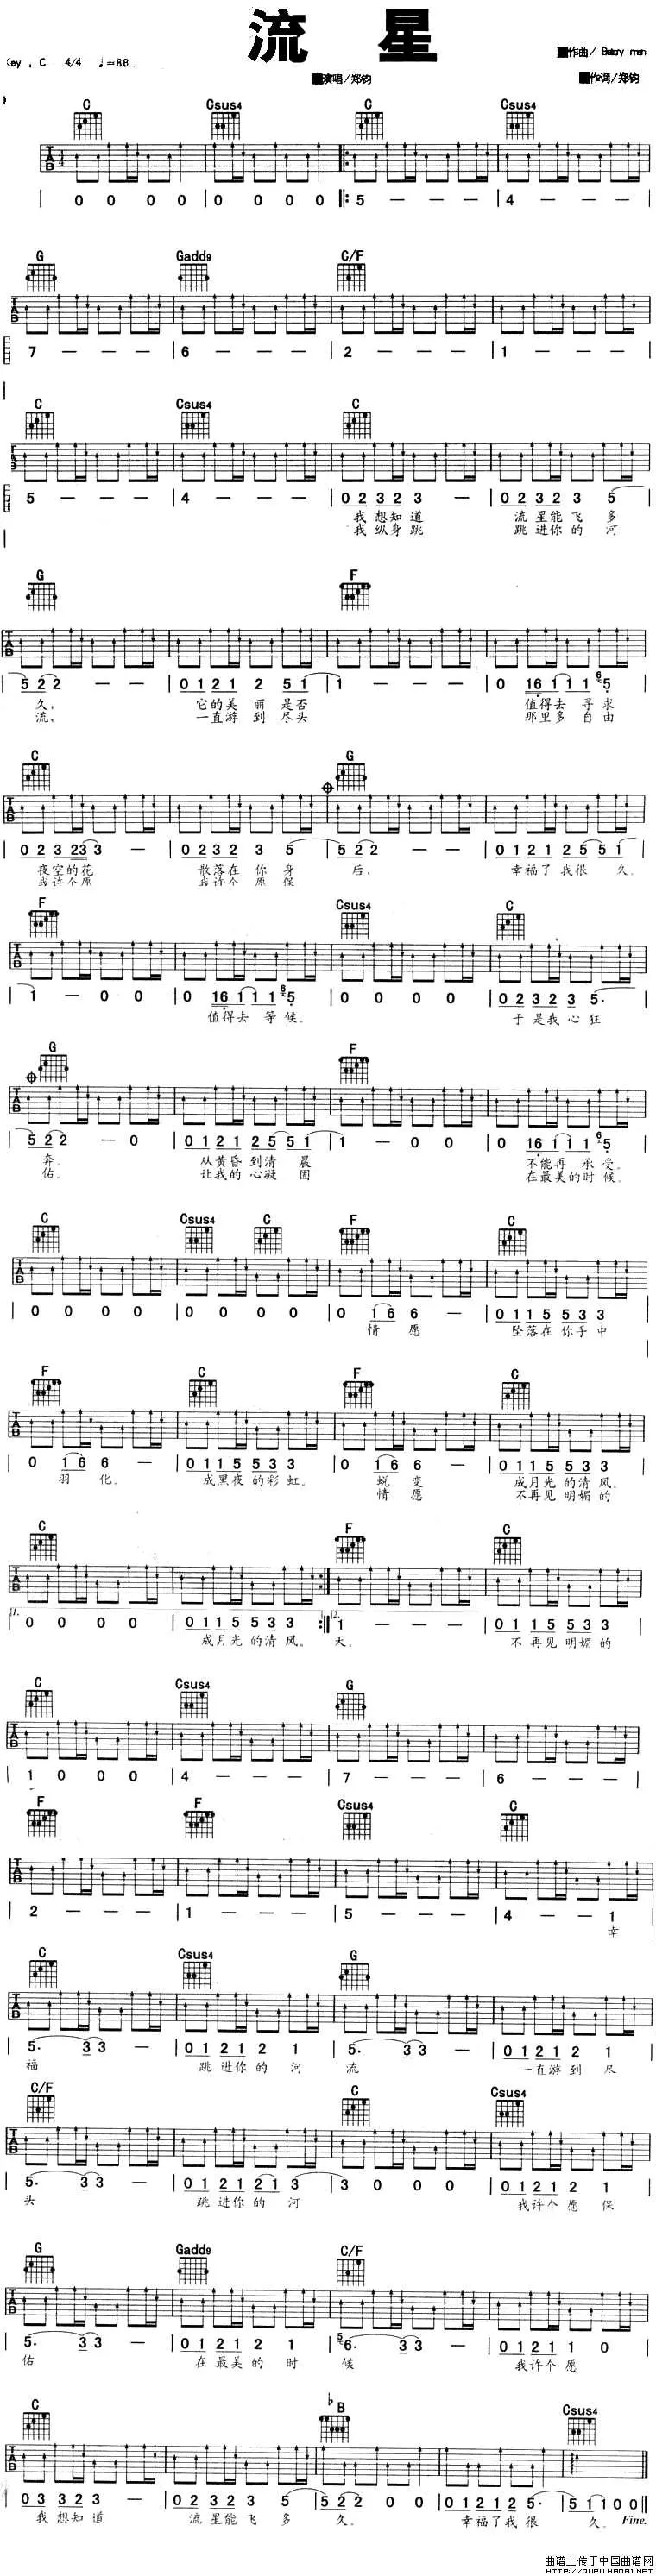 流 星
Key : C 4/4 ♩=88
作曲/ Battery men
演唱/郑钧
作词/郑钧
C Csus4 C Csus4
0 0 0 0 | 0 0 0 0 |: 5 — — — | 4 — — — |
G Gadd9 C/F
7 — — — | 6 — — — | 2 — — — | 1 — — — |
C Csus4 C
5 — — — | 4 — — — | 0 2 3 2 3 — | 0 2 3 2 3 5 |
我 想知道 流星能飞 多
我 纵身跳 跳进你的 河
G F
5 2 2 — — | 0 1 2 1 2 5 1 | 1 — — — | 0 16 1 1 1 5
久, 它的美丽 是否 值得去 寻求
流, 一直游到 尽头 那里多 自由
C G
0 2 3 2 23 3 — | 0 2 3 2 3 5 | 5 2 2 — — | 0 1 2 1 2 5 5 1 |
夜空的花 散落在你身 后, 幸福了我很 久.
我许个愿 我许个愿保
F Csus4 C
1 — 0 0 | 0 16 1 1 1 5 | 0 0 0 0 | 0 2 3 2 3 5. |
值得去 等候. 于是我心狂
G F
5 2 2 — 0 | 0 1 2 1 2 5 5 1 | 1 — 0 0 | 0 16 1 1 1 5
奔. 从黄昏到清 晨 不能再 承受.
佑. 让我的心凝 固 在最美的时候.
C Csus4 C F C
0 0 0 0 | 0 0 0 0 | 0 1 6 6 — | 0 1 1 5 5 3 3
情 愿 坠落在你手中
F C F C
0 1 6 6 — | 0 1 1 5 5 3 3 | 0 1 6 6 — | 0 1 1 5 5 3 3
羽 化. 成黑夜的彩虹. 蜕 变 成月光的清风.
情 愿 不再见明媚的
C F C
1. 0 0 0 0 | 0 1 1 5 5 3 3 :| 2. 1 — — — | 0 1 1 5 5 3 3
成月光的清风. 天. 不再见明媚的
C Csus4 G
1 0 0 0 | 4 — — — | 7 — — — | 6 — — — |
F F Csus4 C
2 — — — | 1 — — — | 5 — — — | 4 — — 1
幸
C Csus4 G
5. 3 3 — | 0 1 2 1 2 1 | 5. 3 3 — | 0 1 2 1 2 1 |
福 跳进你的河 流 一直游到尽
C/F C Csus4
5. 3 3 — | 0 1 2 1 2 1 3 | 3 0 0 0 | 0 1 2 1 2 1
头 跳进你的河 我许个愿保
G Gadd9 C/F
5. 3 3 — | 0 1 2 1 2 1 | 6. 3 3 — | 0 1 2 1 1 0 |
佑 在最美的时 候 我许个愿
C ♭B Csus4
0 3 3 2 3 — | 0 2 3 2 3 5 | 5 2 2 0 0 | 0 1 2 1 2 5. | 5 1 1 0 0
我 想知道 流星能飞 多 久. 幸福了我很 久. Fine.
曲谱上传于中国曲谱网
HTTP://QUPU.HAO81.NET